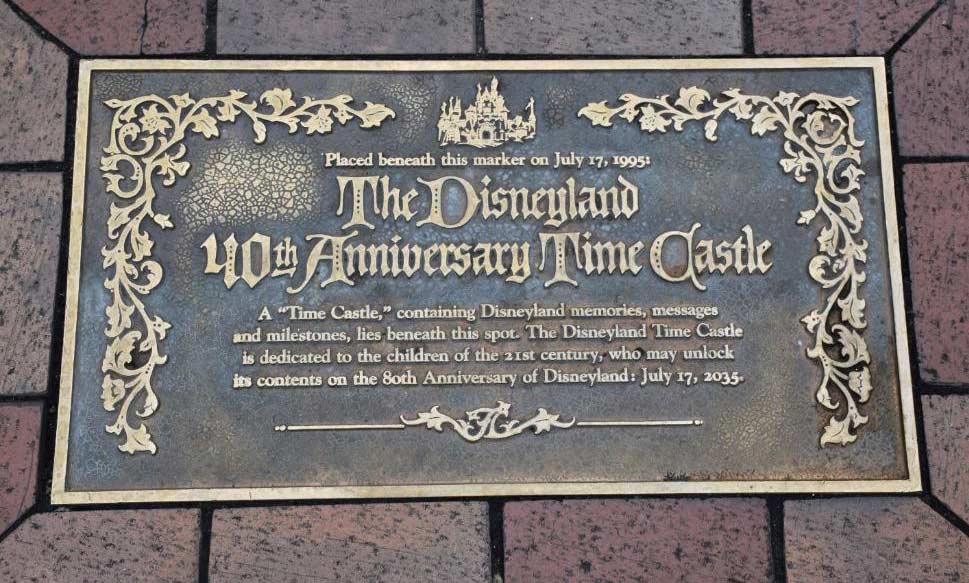 Placed beneath this marker on July 17, 1995:
The Disneyland
40th Anniversary Time Castle
A "Time Castle," containing Disneyland memories, messages
and milestones, lies beneath this spot. The Disneyland Time Castle
is dedicated to the children of the 21st century, who may unlock
its contents on the 80th Anniversary of Disneyland: July 17, 2035.